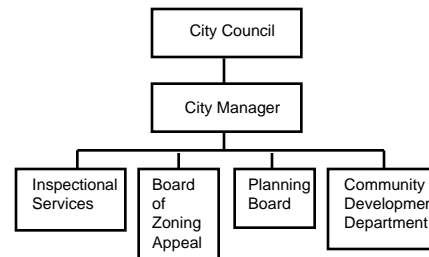 City Council
City Manager
Inspectional
Services
Board
of
Zoning
Appeal
Planning
Board
Community
Developmen
Department